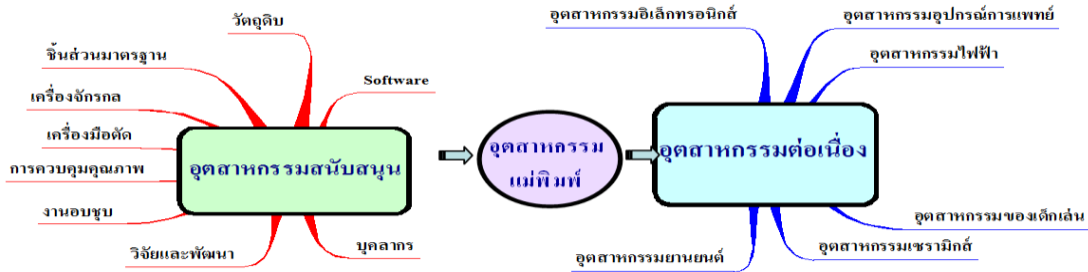 วัตถุดิบ
ชิ้นส่วนมาตรฐาน
Software
เครื่องจักรกล
เครื่องมือตัด
การควบคุมคุณภาพ
งานอบชุบ
วิจัยและพัฒนา
บุคลากร
อุตสาหกรรมสนับสนุน
อุตสาหกรรม
แม่พิมพ์
อุตสาหกรรมอิเล็กทรอนิกส์
อุตสาหกรรมอุปกรณ์การแพทย์
อุตสาหกรรมไฟฟ้า
อุตสาหกรรมต่อเนื่อง
อุตสาหกรรมของเด็กเล่น
อุตสาหกรรมเซรามิกส์
อุตสาหกรรมยานยนต์